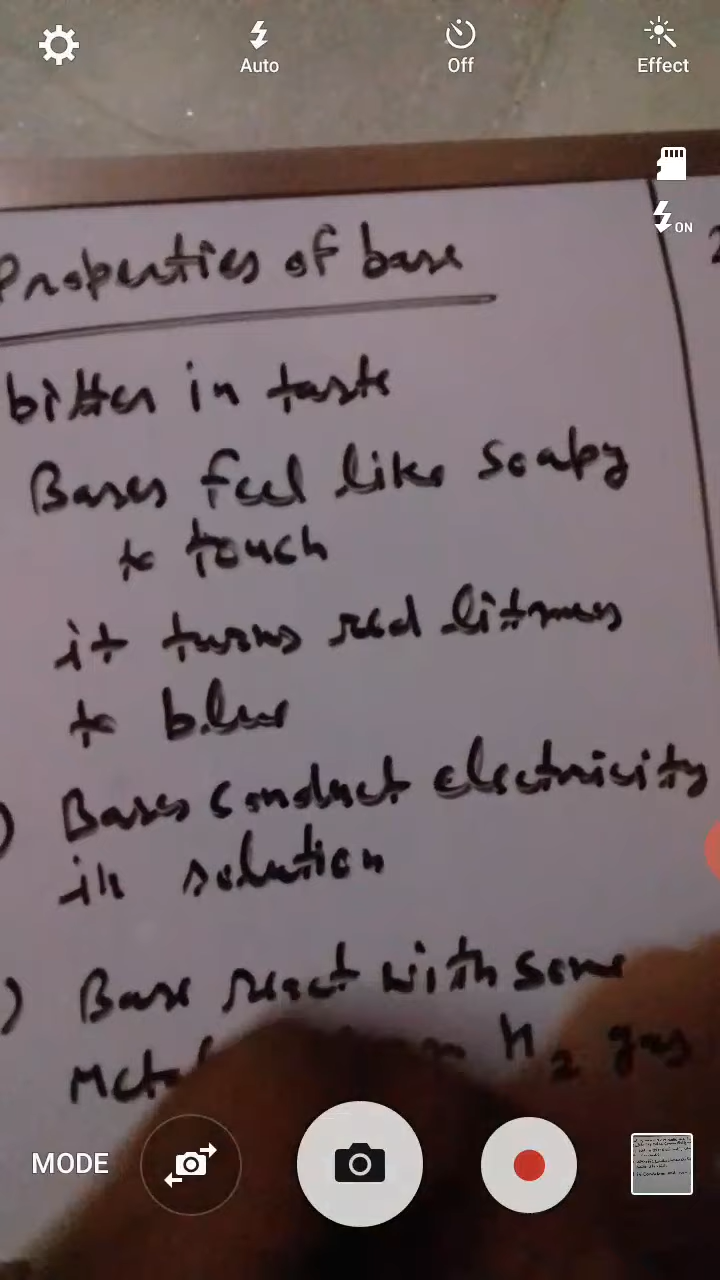 Auto
Off
Effect
ON
Properties of base
bitter in taste
Bases feel like soapy
to touch
it turns red litmus
to blue
) Bases conduct electricity
in solution
) Base react with some
H2 gas
MODE